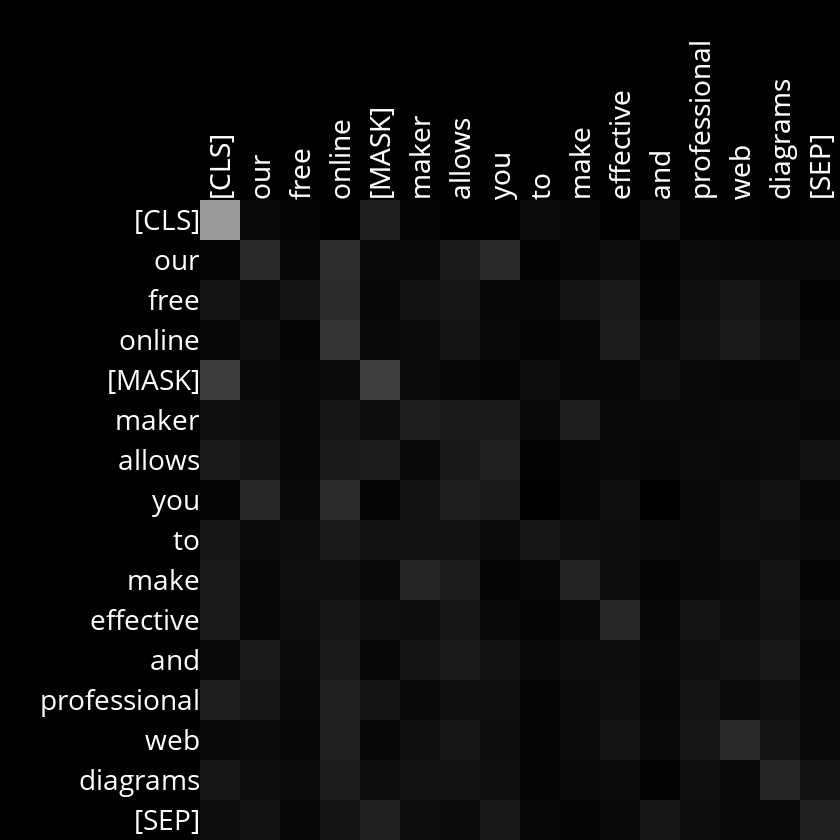 [CLS]
our
free
online
[MASK]
maker
allows
you
to
make
effective
and
professional
web
diagrams
[SEP]
[CLS]
our
free
online
[MASK]
maker
allows
you
to
make
effective
and
professional
web
diagrams
[SEP]